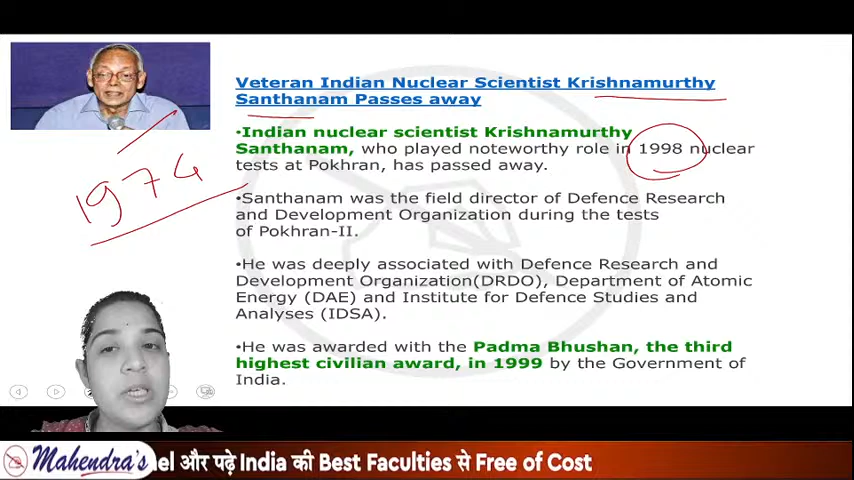 Veteran Indian Nuclear Scientist Krishnamurthy
Santhanam Passes away
•Indian nuclear scientist Krishnamurthy
Santhanam, who played noteworthy role in 1998 nuclear
tests at Pokhran, has passed away.
1974
•Santhanam was the field director of Defence Research
and Development Organization during the tests
of Pokhran-II.
•He was deeply associated with Defence Research and
Development Organization(DRDO), Department of Atomic
Energy (DAE) and Institute for Defence Studies and
Analyses (IDSA).
•He was awarded with the Padma Bhushan, the third
highest civilian award, in 1999 by the Government of
India.
Mahendra's
nel और पढ़े India की Best Faculties से Free of Cost